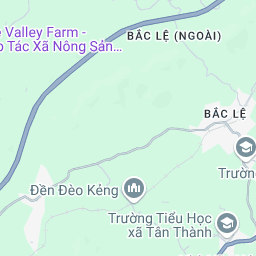 Valley Farm -
Tác Xã Nông Sản...
BẮC LỆ (NGOÀI)
BẮC LỆ
Trườn
Đền Đèo Kẻng
Trường Tiểu Học
xã Tân Thành